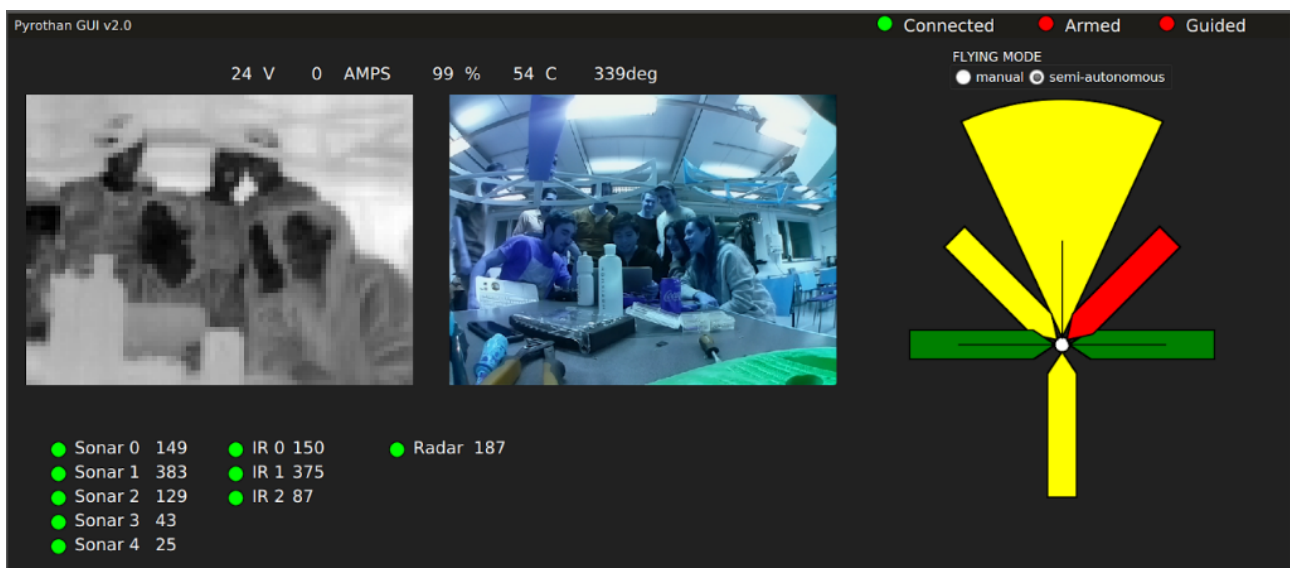 Pyrothan GUI v2.0
Connected Armed Guided
FLYING MODE
manual semi-autonomous
24 V 0 AMPS 99 % 54 C 339deg
Sonar 0 149 IR 0 150 Radar 187
Sonar 1 383 IR 1 375
Sonar 2 129 IR 2 87
Sonar 3 43
Sonar 4 25